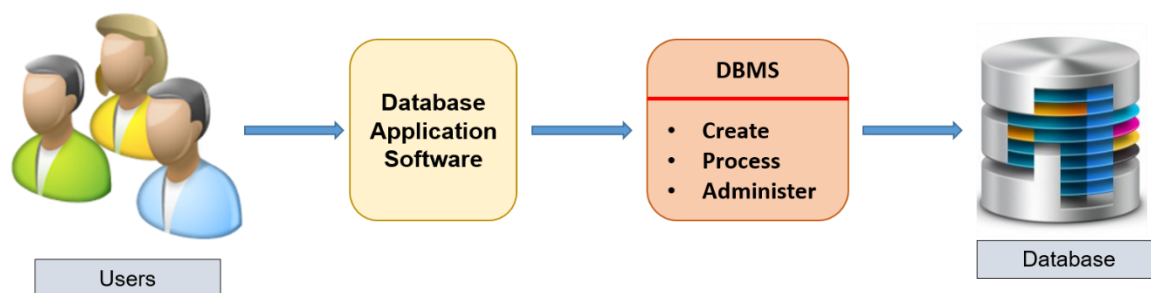 Users
Database
Application
Software
DBMS
• Create
• Process
• Administer
Database